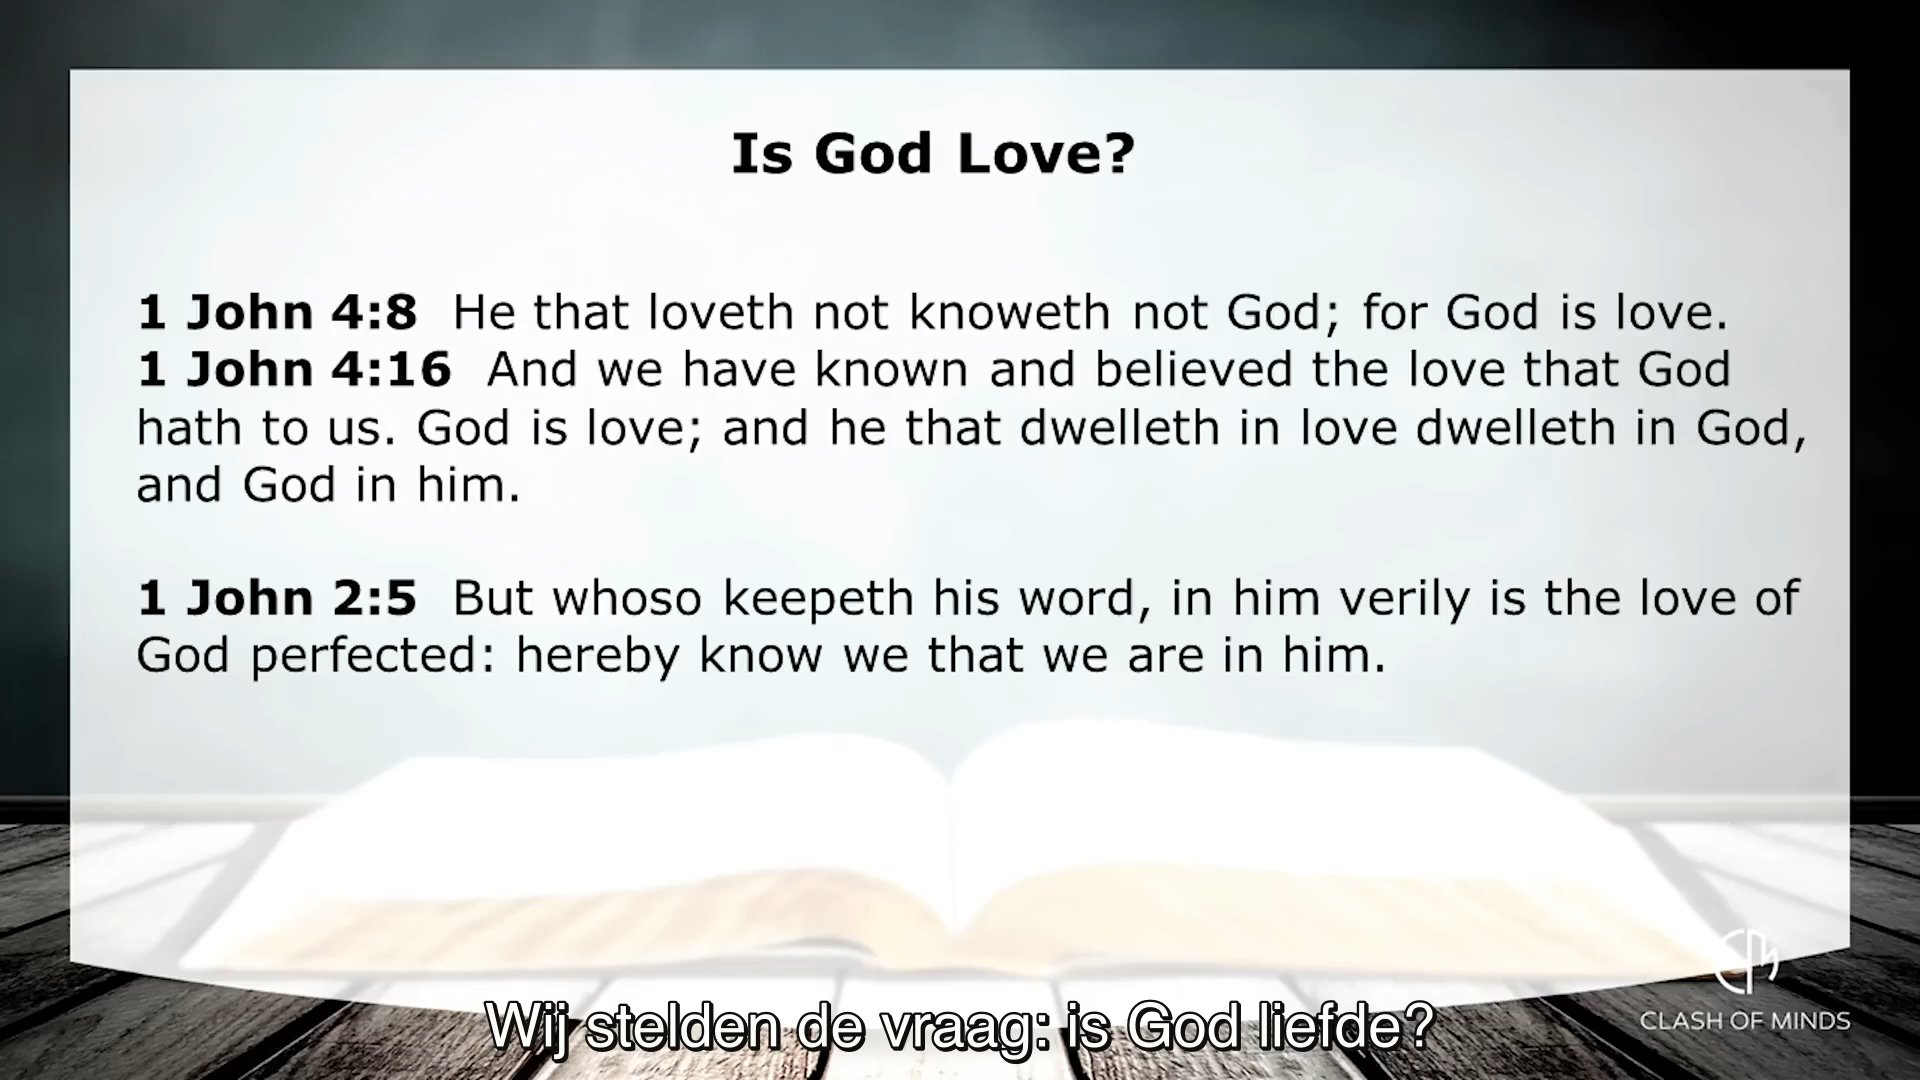 Is God Love?
1 John 4:8 He that loveth not knoweth not God; for God is love.
1 John 4:16 And we have known and believed the love that God
hath to us. God is love; and he that dwelleth in love dwelleth in God,
and God in him.
1 John 2:5 But whoso keepeth his word, in him verily is the love of
God perfected: hereby know we that we are in him.
CLASH OF MINDS
Wij stelden de vraag: is God liefde?